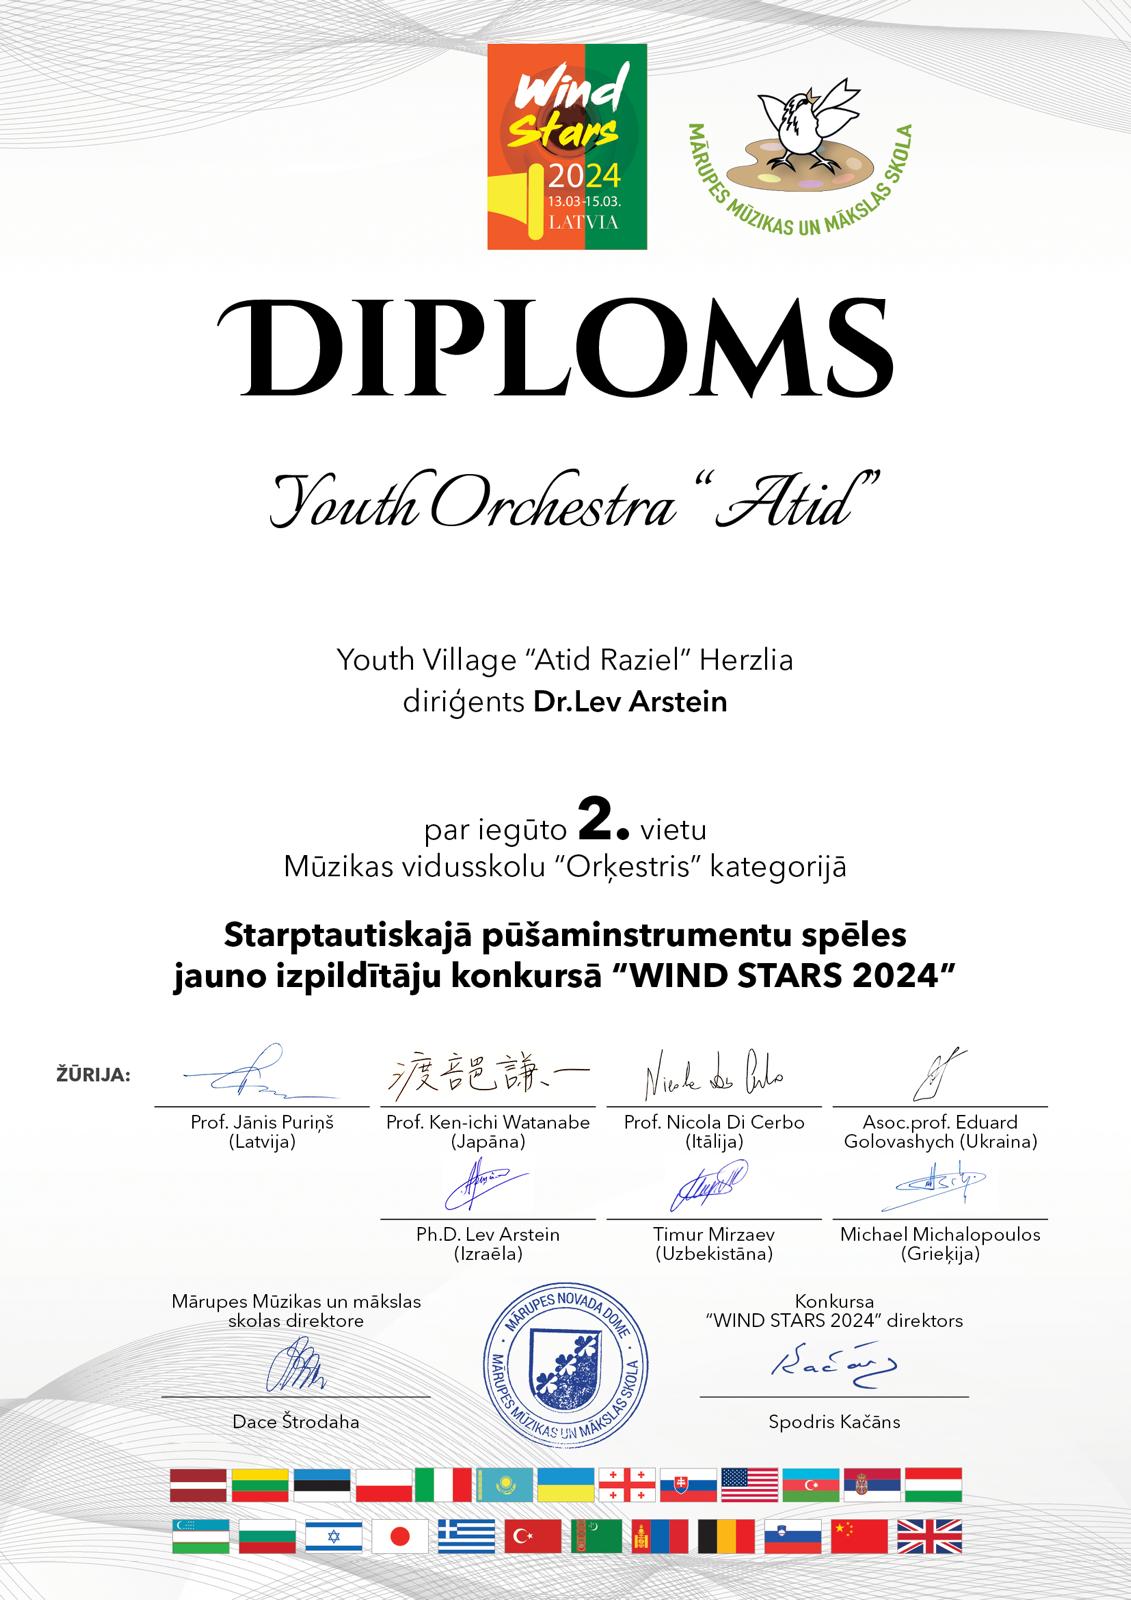 Wind
Stars
2024
13.03-15.03.
LATVIA
MĀRUPES MŪZIKAS UN MĀKSLAS SKOLA
DIPLOMS
Youth Orchestra “ Atid”
Youth Village “Atid Raziel” Herzlia
diriģents Dr.Lev Arstein
par iegūto 2. vietu
Mūzikas vidusskolu “Orķestris” kategorijā
Starptautiskajā pūšaminstrumentu spēles
jauno izpildītāju konkursā “WIND STARS 2024”
ŽŪRIJA:
渡部邑謙一
Prof. Jānis Puriņš
(Latvija)
Prof. Ken-ichi Watanabe
(Japāna)
Prof. Nicola Di Cerbo
(Itālija)
Asoc.prof. Eduard
Golovashych (Ukraina)
Ph.D. Lev Arstein
(Izraēla)
Timur Mirzaev
(Uzbekistāna)
Michael Michalopoulos
(Grieķija)
Mārupes Mūzikas un mākslas
skolas direktore
Dace Štrodaha
MĀRUPES NOVADA DOME
MĀRUPES MŪZIKAS UN MĀKSLAS SKOLA
Konkursa
“WIND STARS 2024” direktors
Kačāns
Spodris Kačāns